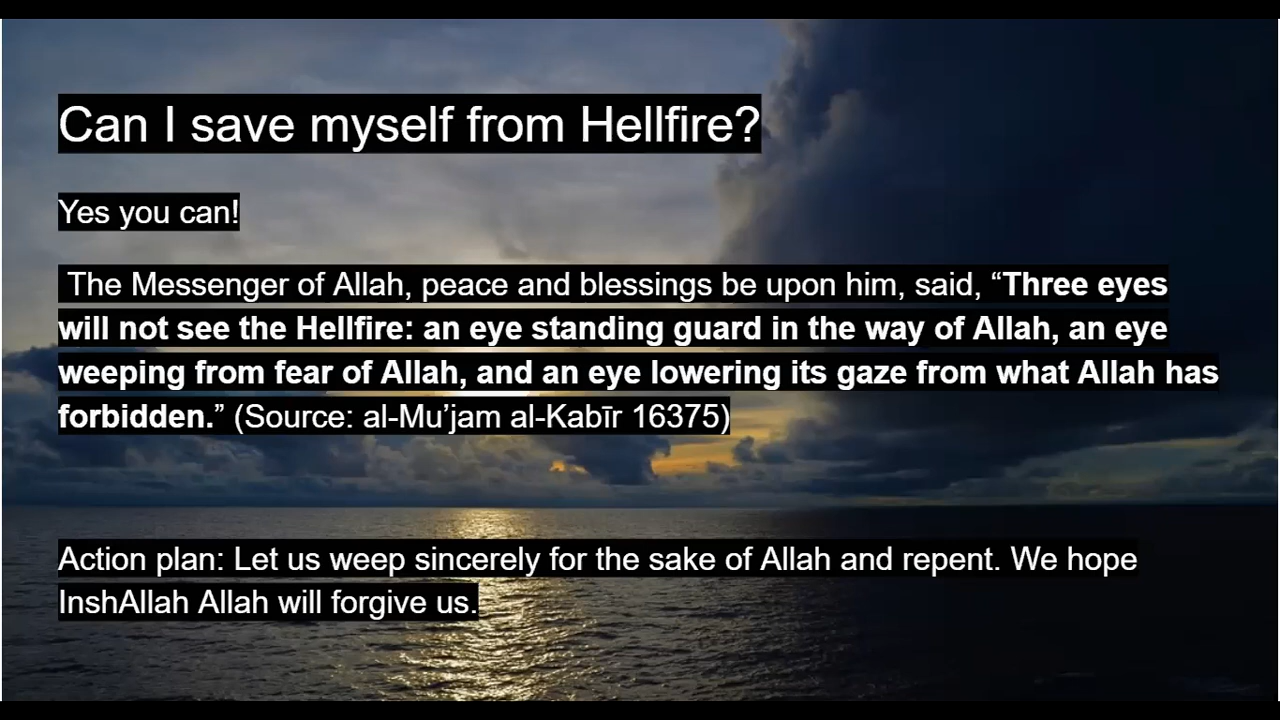 Can I save myself from Hellfire?
Yes you can!
The Messenger of Allah, peace and blessings be upon him, said, “Three eyes
will not see the Hellfire: an eye standing guard in the way of Allah, an eye
weeping from fear of Allah, and an eye lowering its gaze from what Allah has
forbidden.” (Source: al-Mu’jam al-Kabīr 16375)
Action plan: Let us weep sincerely for the sake of Allah and repent. We hope
InshAllah Allah will forgive us.